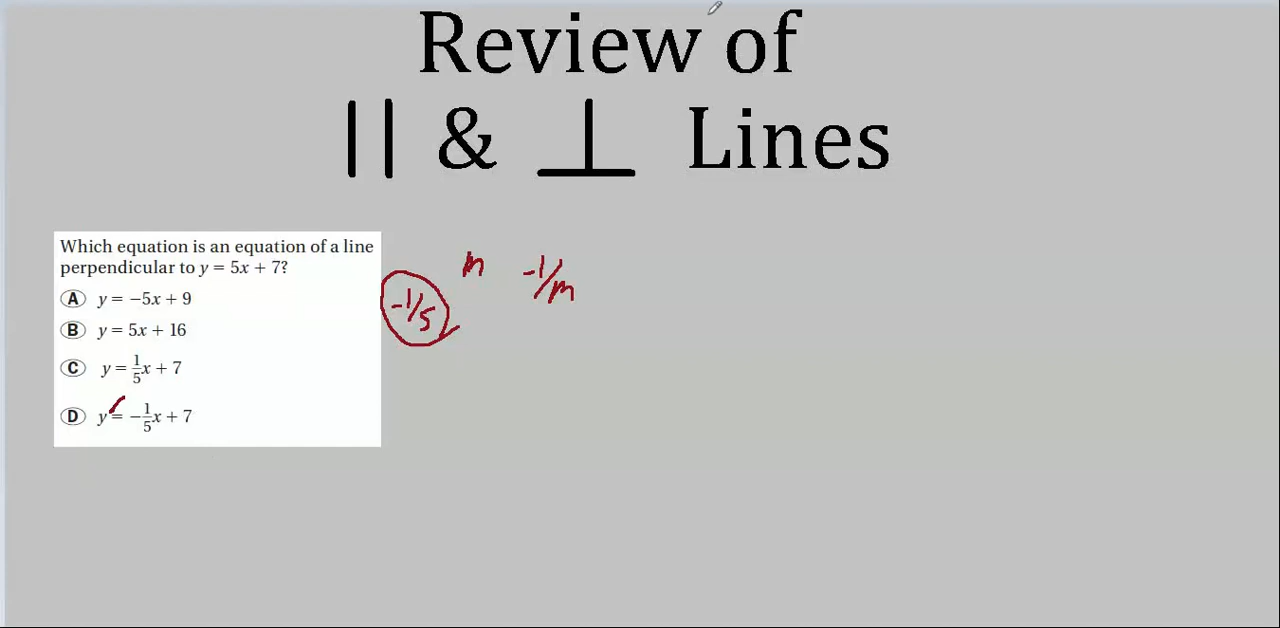 Review of
|| & ⊥ Lines
Which equation is an equation of a line
perpendicular to y = 5x + 7?
A y = −5x + 9
B y = 5x + 16
C y = 1/5x + 7
D y = −1/5x + 7
-1/5
m -1/m